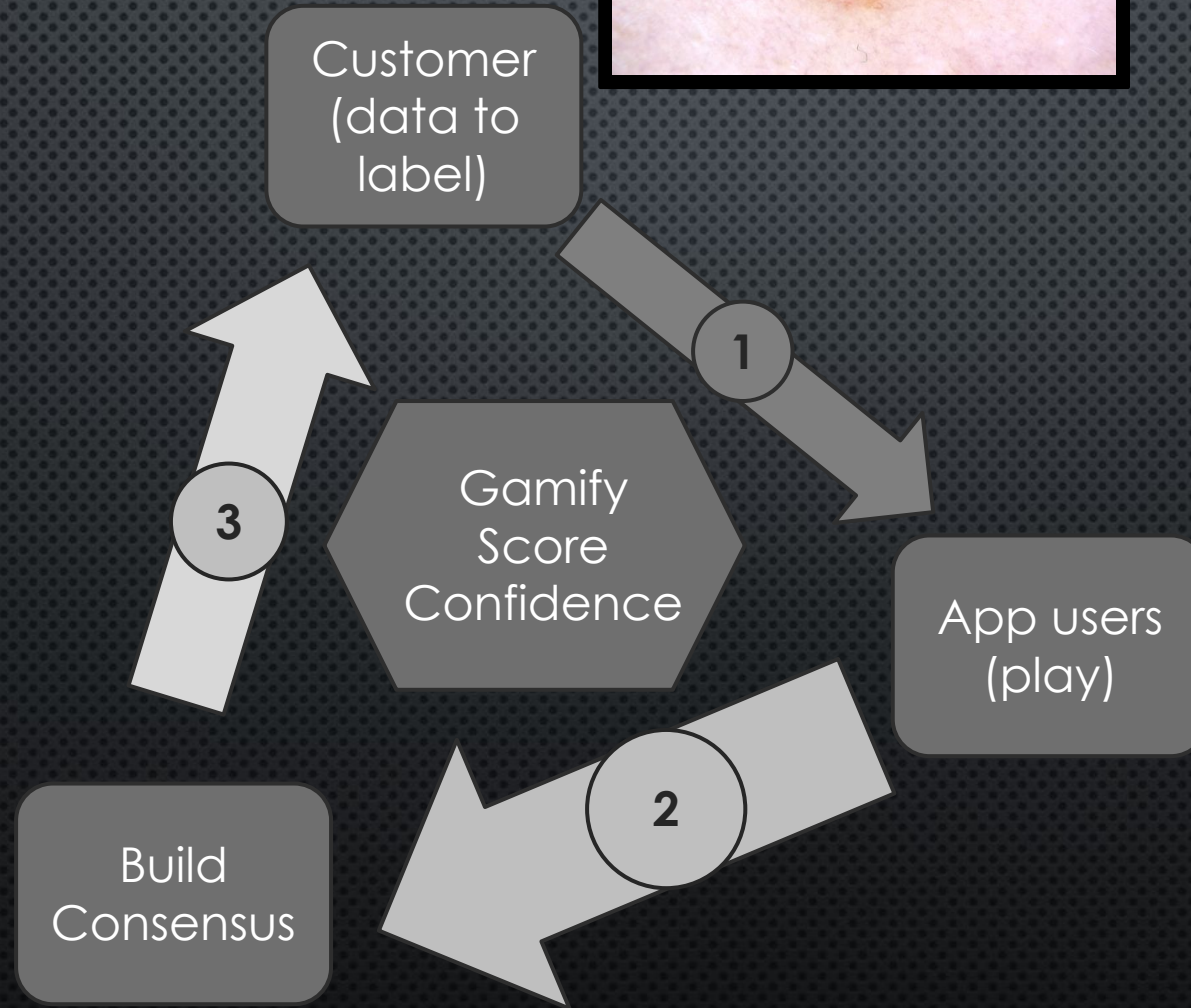 Customer
(data to
label)
1
Gamify
Score
Confidence
3
App users
(play)
2
Build
Consensus